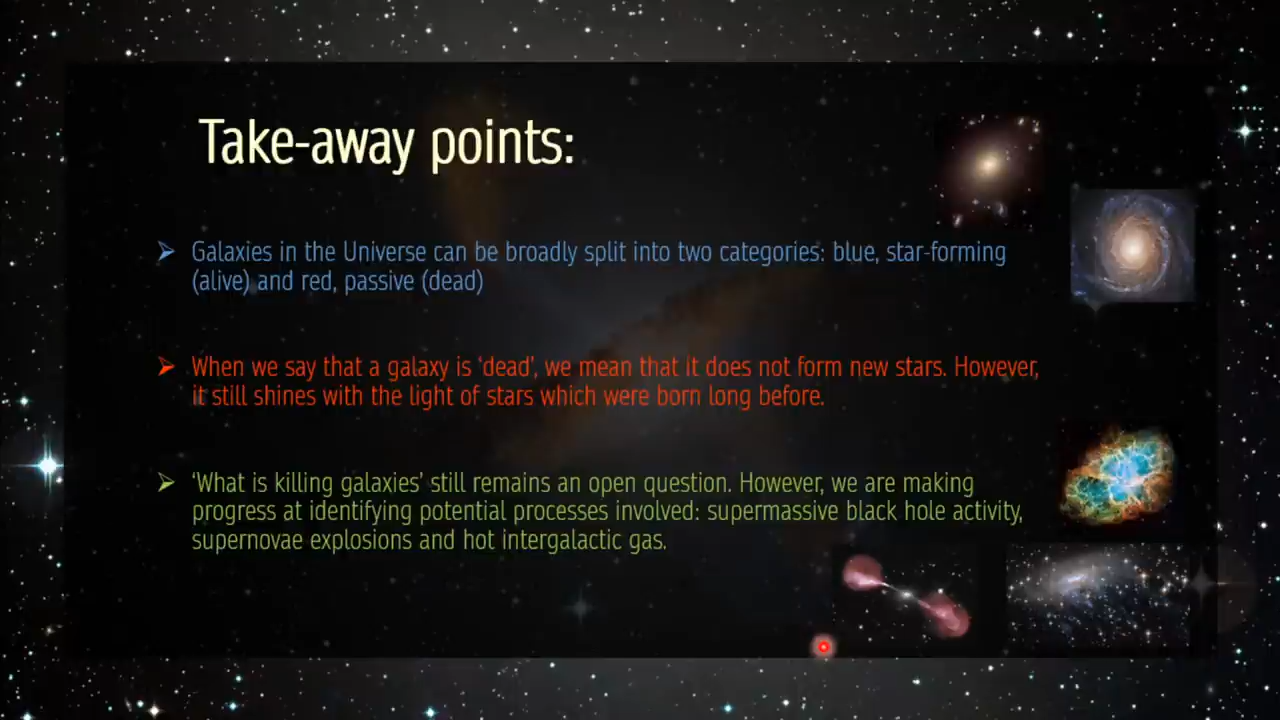 Take-away points:
Galaxies in the Universe can be broadly split into two categories: blue, star-forming
(alive) and red, passive (dead)
When we say that a galaxy is ‘dead’, we mean that it does not form new stars. However,
it still shines with the light of stars which were born long before.
‘What is killing galaxies’ still remains an open question. However, we are making
progress at identifying potential processes involved: supermassive black hole activity,
supernovae explosions and hot intergalactic gas.